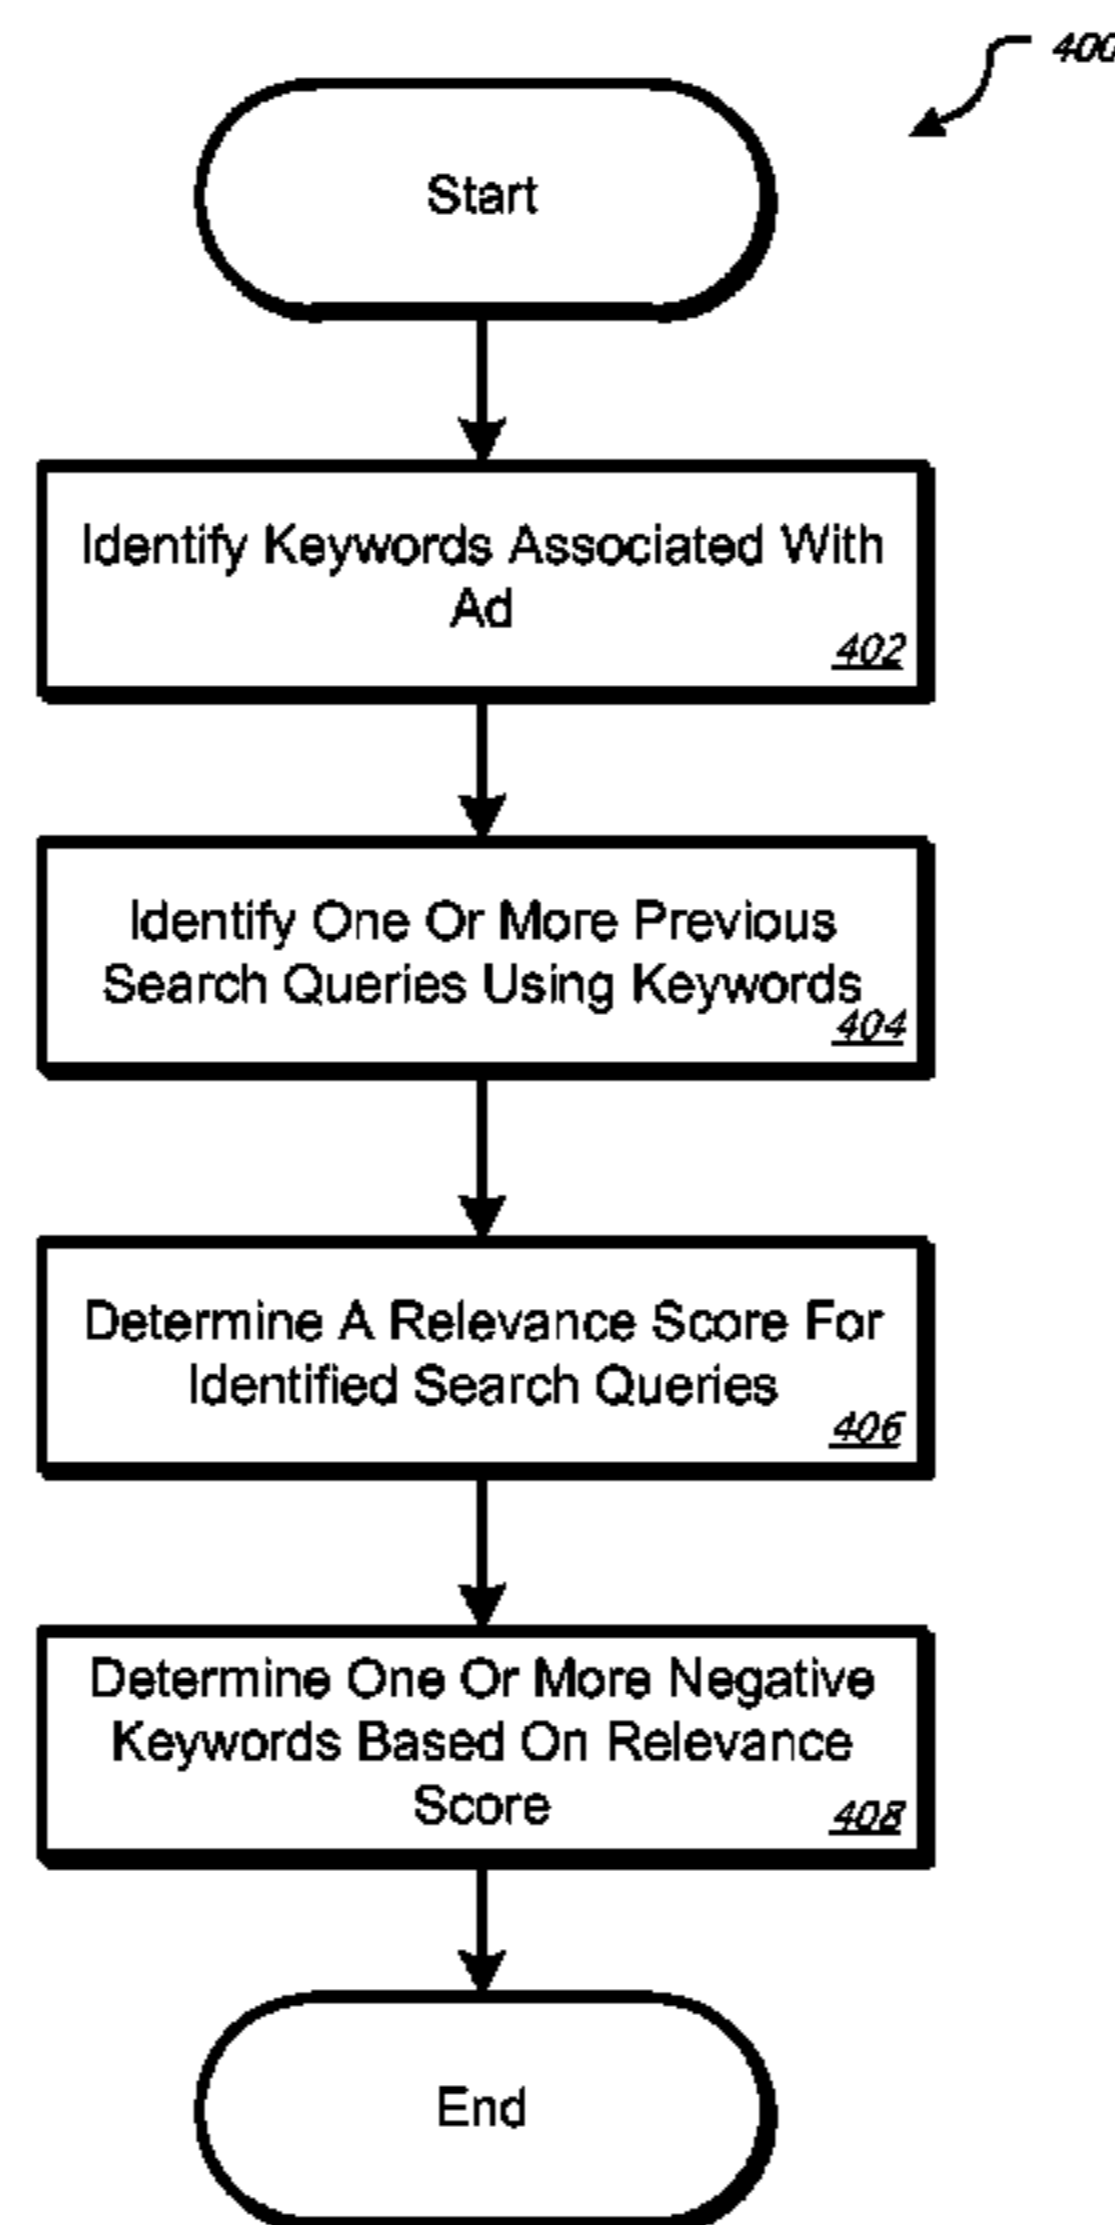 400
Start
Identify Keywords Associated With
Ad
402
Identify One Or More Previous
Search Queries Using Keywords
404
Determine A Relevance Score For
Identified Search Queries
406
Determine One Or More Negative
Keywords Based On Relevance
Score
408
End